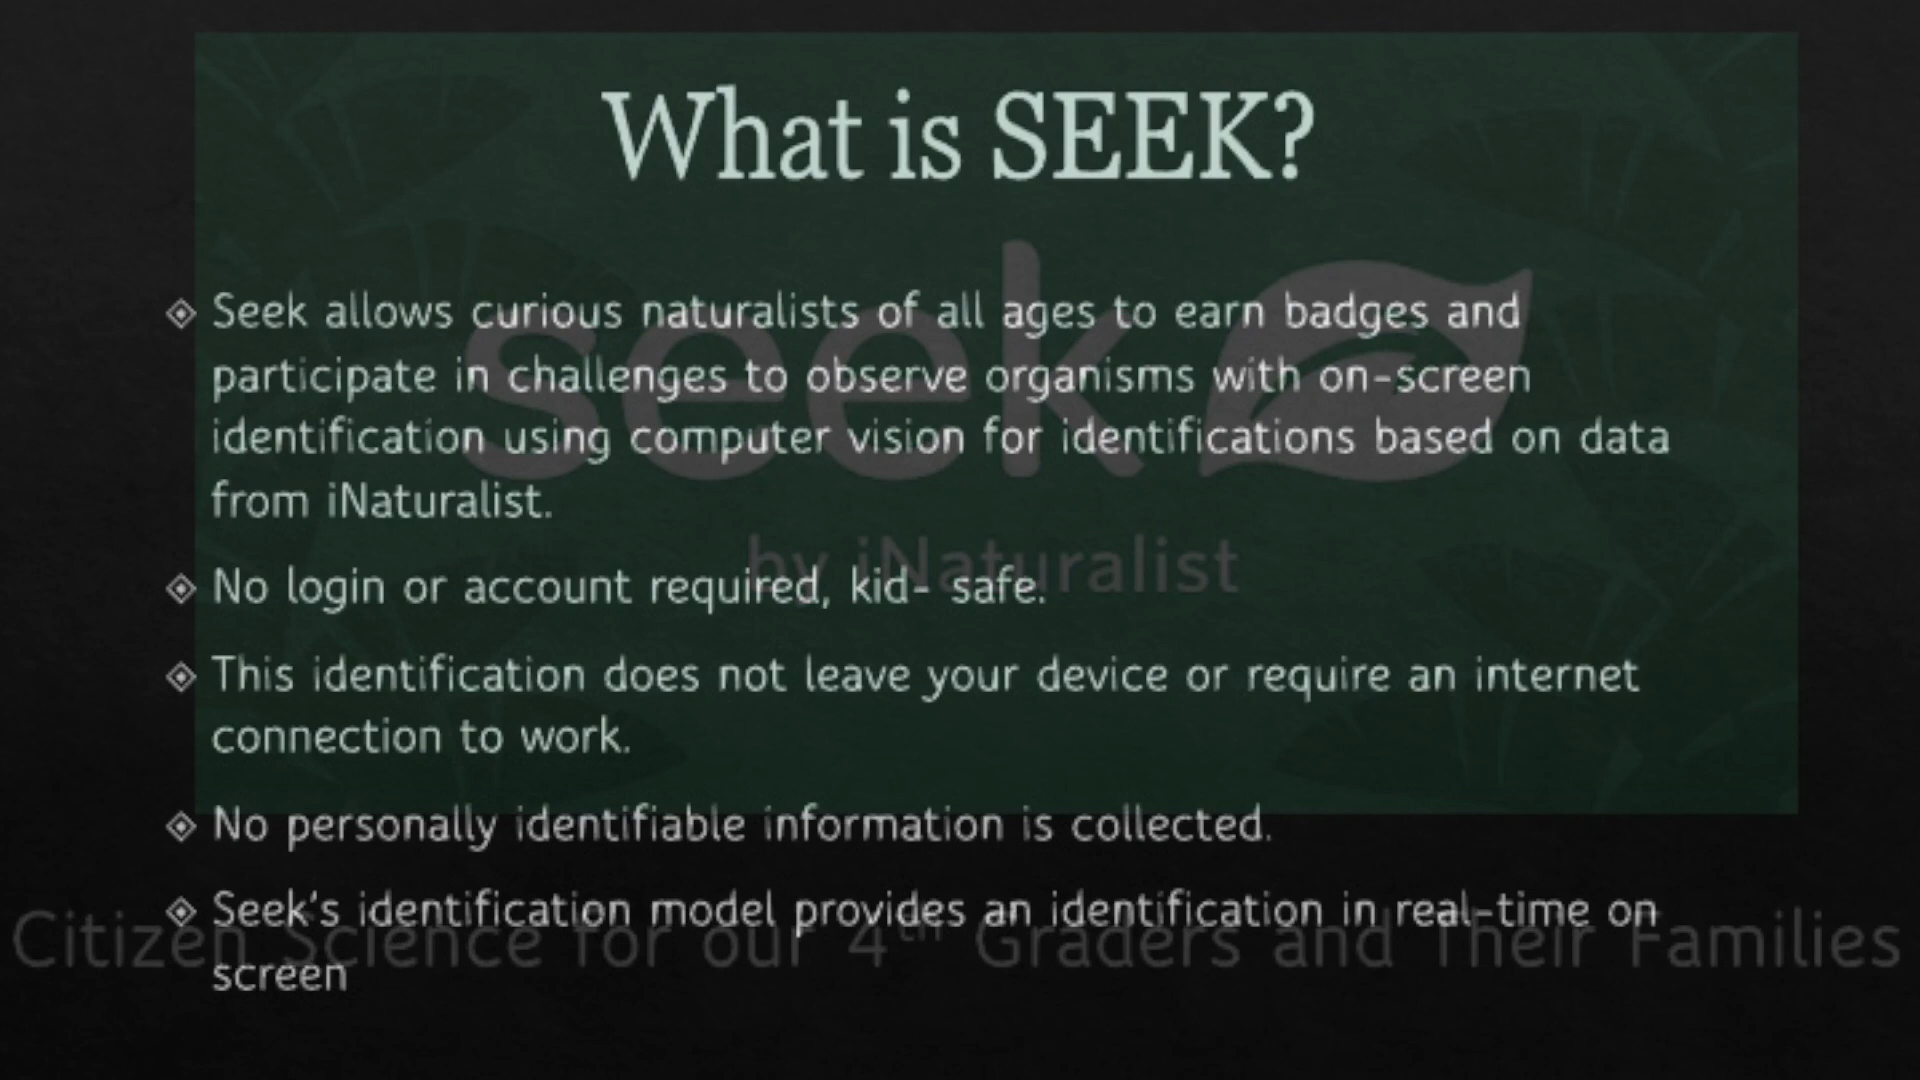 What is SEEK?
seek
Seek allows curious naturalists of all ages to earn badges and
participate in challenges to observe organisms with on-screen
identification using computer vision for identifications based on data
from iNaturalist.
by iNaturalist
No login or account required, kid- safe.
This identification does not leave your device or require an internet
connection to work.
No personally identifiable information is collected.
Seek's identification model provides an identification in real-time on
screen
Citizen Science for our 4th Graders and Their Families